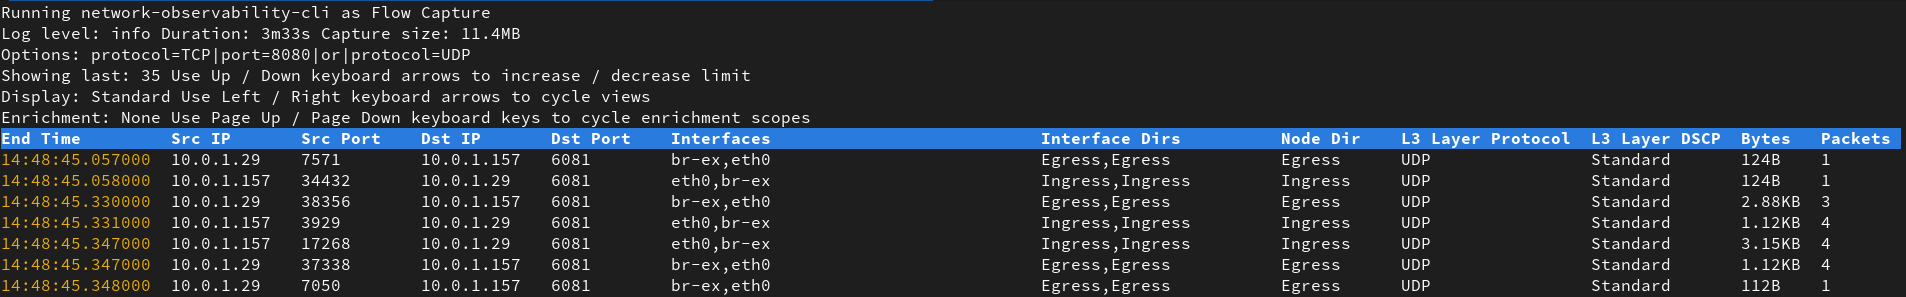 Running network-observability-cli as Flow Capture
Log level: info Duration: 3m33s Capture size: 11.4MB
Options: protocol=TCP|port=8080|or|protocol=UDP
Showing last: 35 Use Up / Down keyboard arrows to increase / decrease limit
Display: Standard Use Left / Right keyboard arrows to cycle views
Enrichment: None Use Page Up / Page Down keyboard keys to cycle enrichment scopes
End Time Src IP Src Port Dst IP Dst Port Interfaces Interface Dirs Node Dir L3 Layer Protocol L3 Layer DSCP Bytes Packets
14:48:45.057000 10.0.1.29 7571 10.0.1.157 6081 br-ex,eth0 Egress,Egress Egress UDP Standard 124B 1
14:48:45.058000 10.0.1.157 34432 10.0.1.29 6081 eth0,br-ex Ingress,Ingress Ingress UDP Standard 124B 1
14:48:45.330000 10.0.1.29 38356 10.0.1.157 6081 br-ex,eth0 Egress,Egress Egress UDP Standard 2.88KB 3
14:48:45.331000 10.0.1.157 3929 10.0.1.29 6081 eth0,br-ex Ingress,Ingress Ingress UDP Standard 1.12KB 4
14:48:45.347000 10.0.1.157 17268 10.0.1.29 6081 eth0,br-ex Ingress,Ingress Ingress UDP Standard 3.15KB 4
14:48:45.347000 10.0.1.29 37338 10.0.1.157 6081 br-ex,eth0 Egress,Egress Egress UDP Standard 1.12KB 4
14:48:45.348000 10.0.1.29 7050 10.0.1.157 6081 br-ex,eth0 Egress,Egress Egress UDP Standard 112B 1